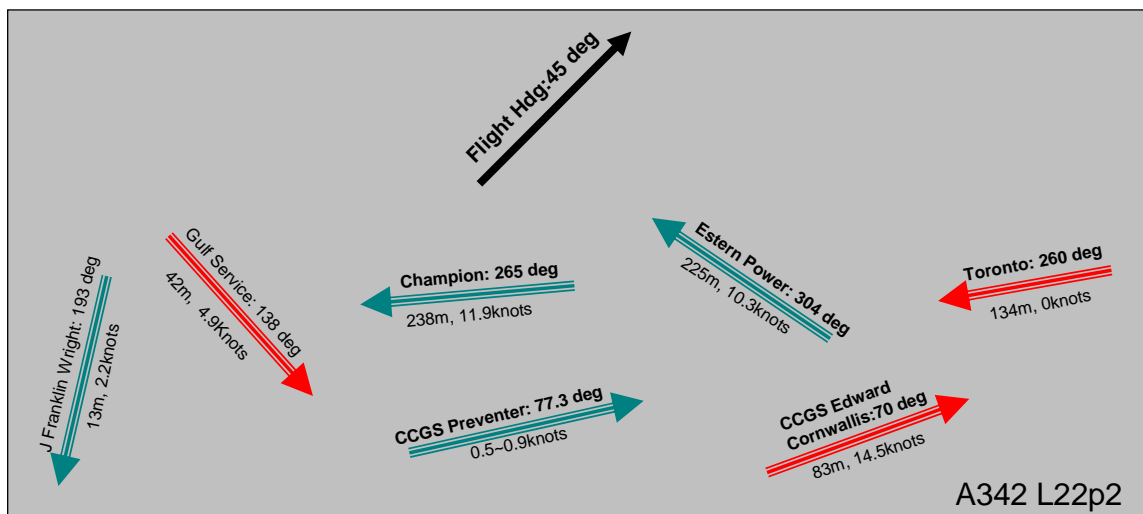 Flight Hdg:45 deg
J Franklin Wright: 193 deg
13m, 2.2knots
Gulf Service: 138 deg
42m, 4.9Knots
Champion: 265 deg
238m, 11.9knots
Estern Power: 304 deg
225m, 10.3knots
Toronto: 260 deg
134m, 0knots
CCGS Preventer: 77.3 deg
0.5~0.9knots
CCGS Edward
Cornwallis:70 deg
83m, 14.5knots
A342 L22p2